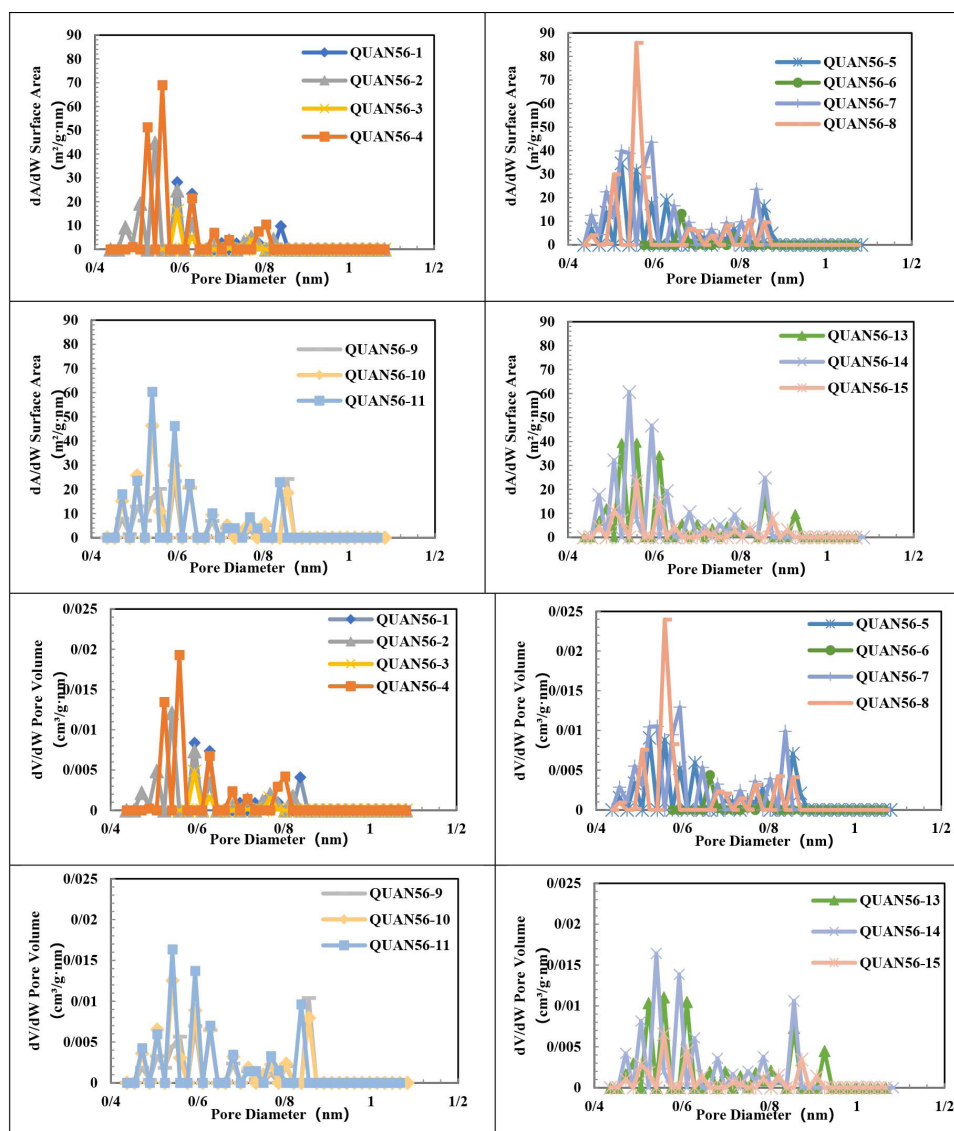 dA/dW Surface Area
(m²/g·nm)
90
80
70
60
50
40
30
20
10
0
QUAN56-1
QUAN56-2
QUAN56-3
QUAN56-4
0/4 0/6 0/8 1 1/2
Pore Diameter (nm)
dA/dW Surface Area
(m²/g·nm)
90
80
70
60
50
40
30
20
10
0
QUAN56-5
QUAN56-6
QUAN56-7
QUAN56-8
0/4 0/6 0/8 1 1/2
Pore Diameter (nm)
dA/dW Surface Area
(m²/g·nm)
90
80
70
60
50
40
30
20
10
0
QUAN56-9
QUAN56-10
QUAN56-11
0/4 0/6 0/8 1 1/2
Pore Diameter (nm)
dA/dW Surface Area
(m²/g·nm)
90
80
70
60
50
40
30
20
10
0
QUAN56-13
QUAN56-14
QUAN56-15
0/4 0/6 0/8 1 1/2
Pore Diameter (nm)
dV/dW Pore Volume
(cm³/g·nm)
0/025
0/02
0/015
0/01
0/005
0
QUAN56-1
QUAN56-2
QUAN56-3
QUAN56-4
0/4 0/6 0/8 1 1/2
Pore Diameter (nm)
dV/dW Pore Volume
(cm³/g·nm)
0/025
0/02
0/015
0/01
0/005
0
QUAN56-5
QUAN56-6
QUAN56-7
QUAN56-8
0/4 0/6 0/8 1 1/2
Pore Diameter (nm)
dV/dW Pore Volume
(cm³/g·nm)
0/025
0/02
0/015
0/01
0/005
0
QUAN56-9
QUAN56-10
QUAN56-11
0/4 0/6 0/8 1 1/2
Pore Diameter (nm)
dV/dW Pore Volume
(cm³/g·nm)
0/025
0/02
0/015
0/01
0/005
0
QUAN56-13
QUAN56-14
QUAN56-15
0/4 0/6 0/8 1 1/2
Pore Diameter (nm)